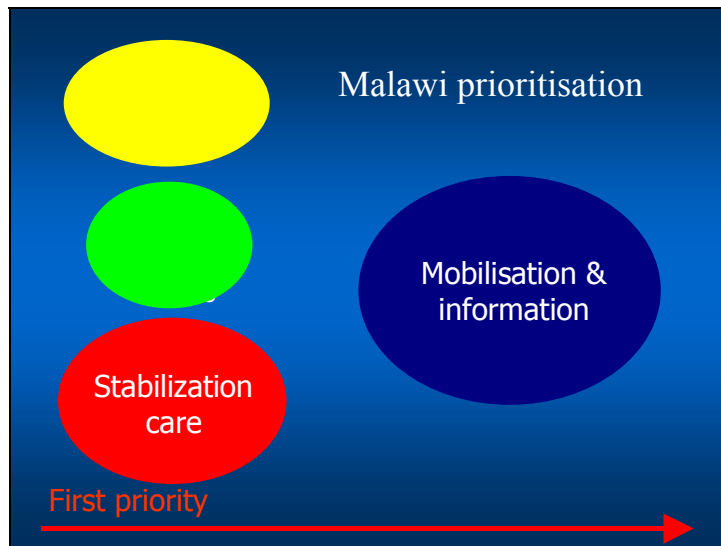 Malawi prioritisation
Mobilisation &
information
Stabilization
care
First priority